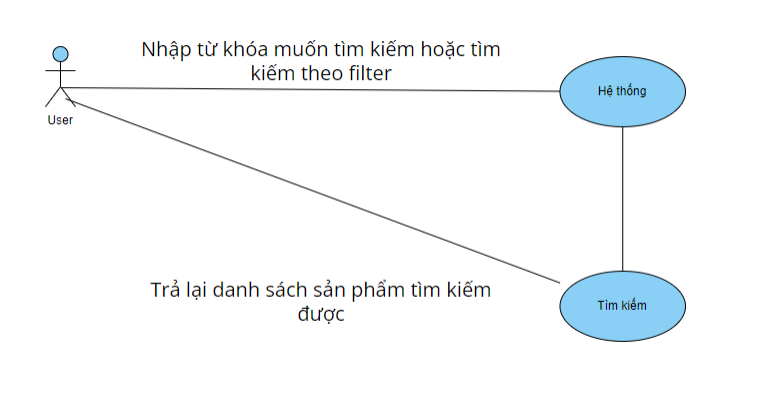 Nhập từ khóa muốn tìm kiếm hoặc tìm
kiếm theo filter
Hệ thống
User
Trả lại danh sách sản phẩm tìm kiếm
được
Tìm kiếm